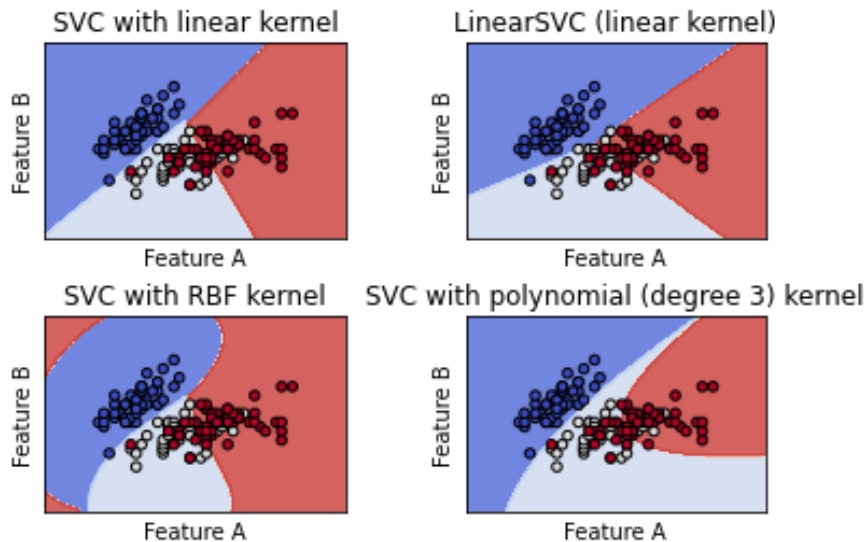 SVC with linear kernel
LinearSVC (linear kernel)
Feature B
Feature A
Feature B
Feature A
SVC with RBF kernel
SVC with polynomial (degree 3) kernel
Feature B
Feature A
Feature B
Feature A